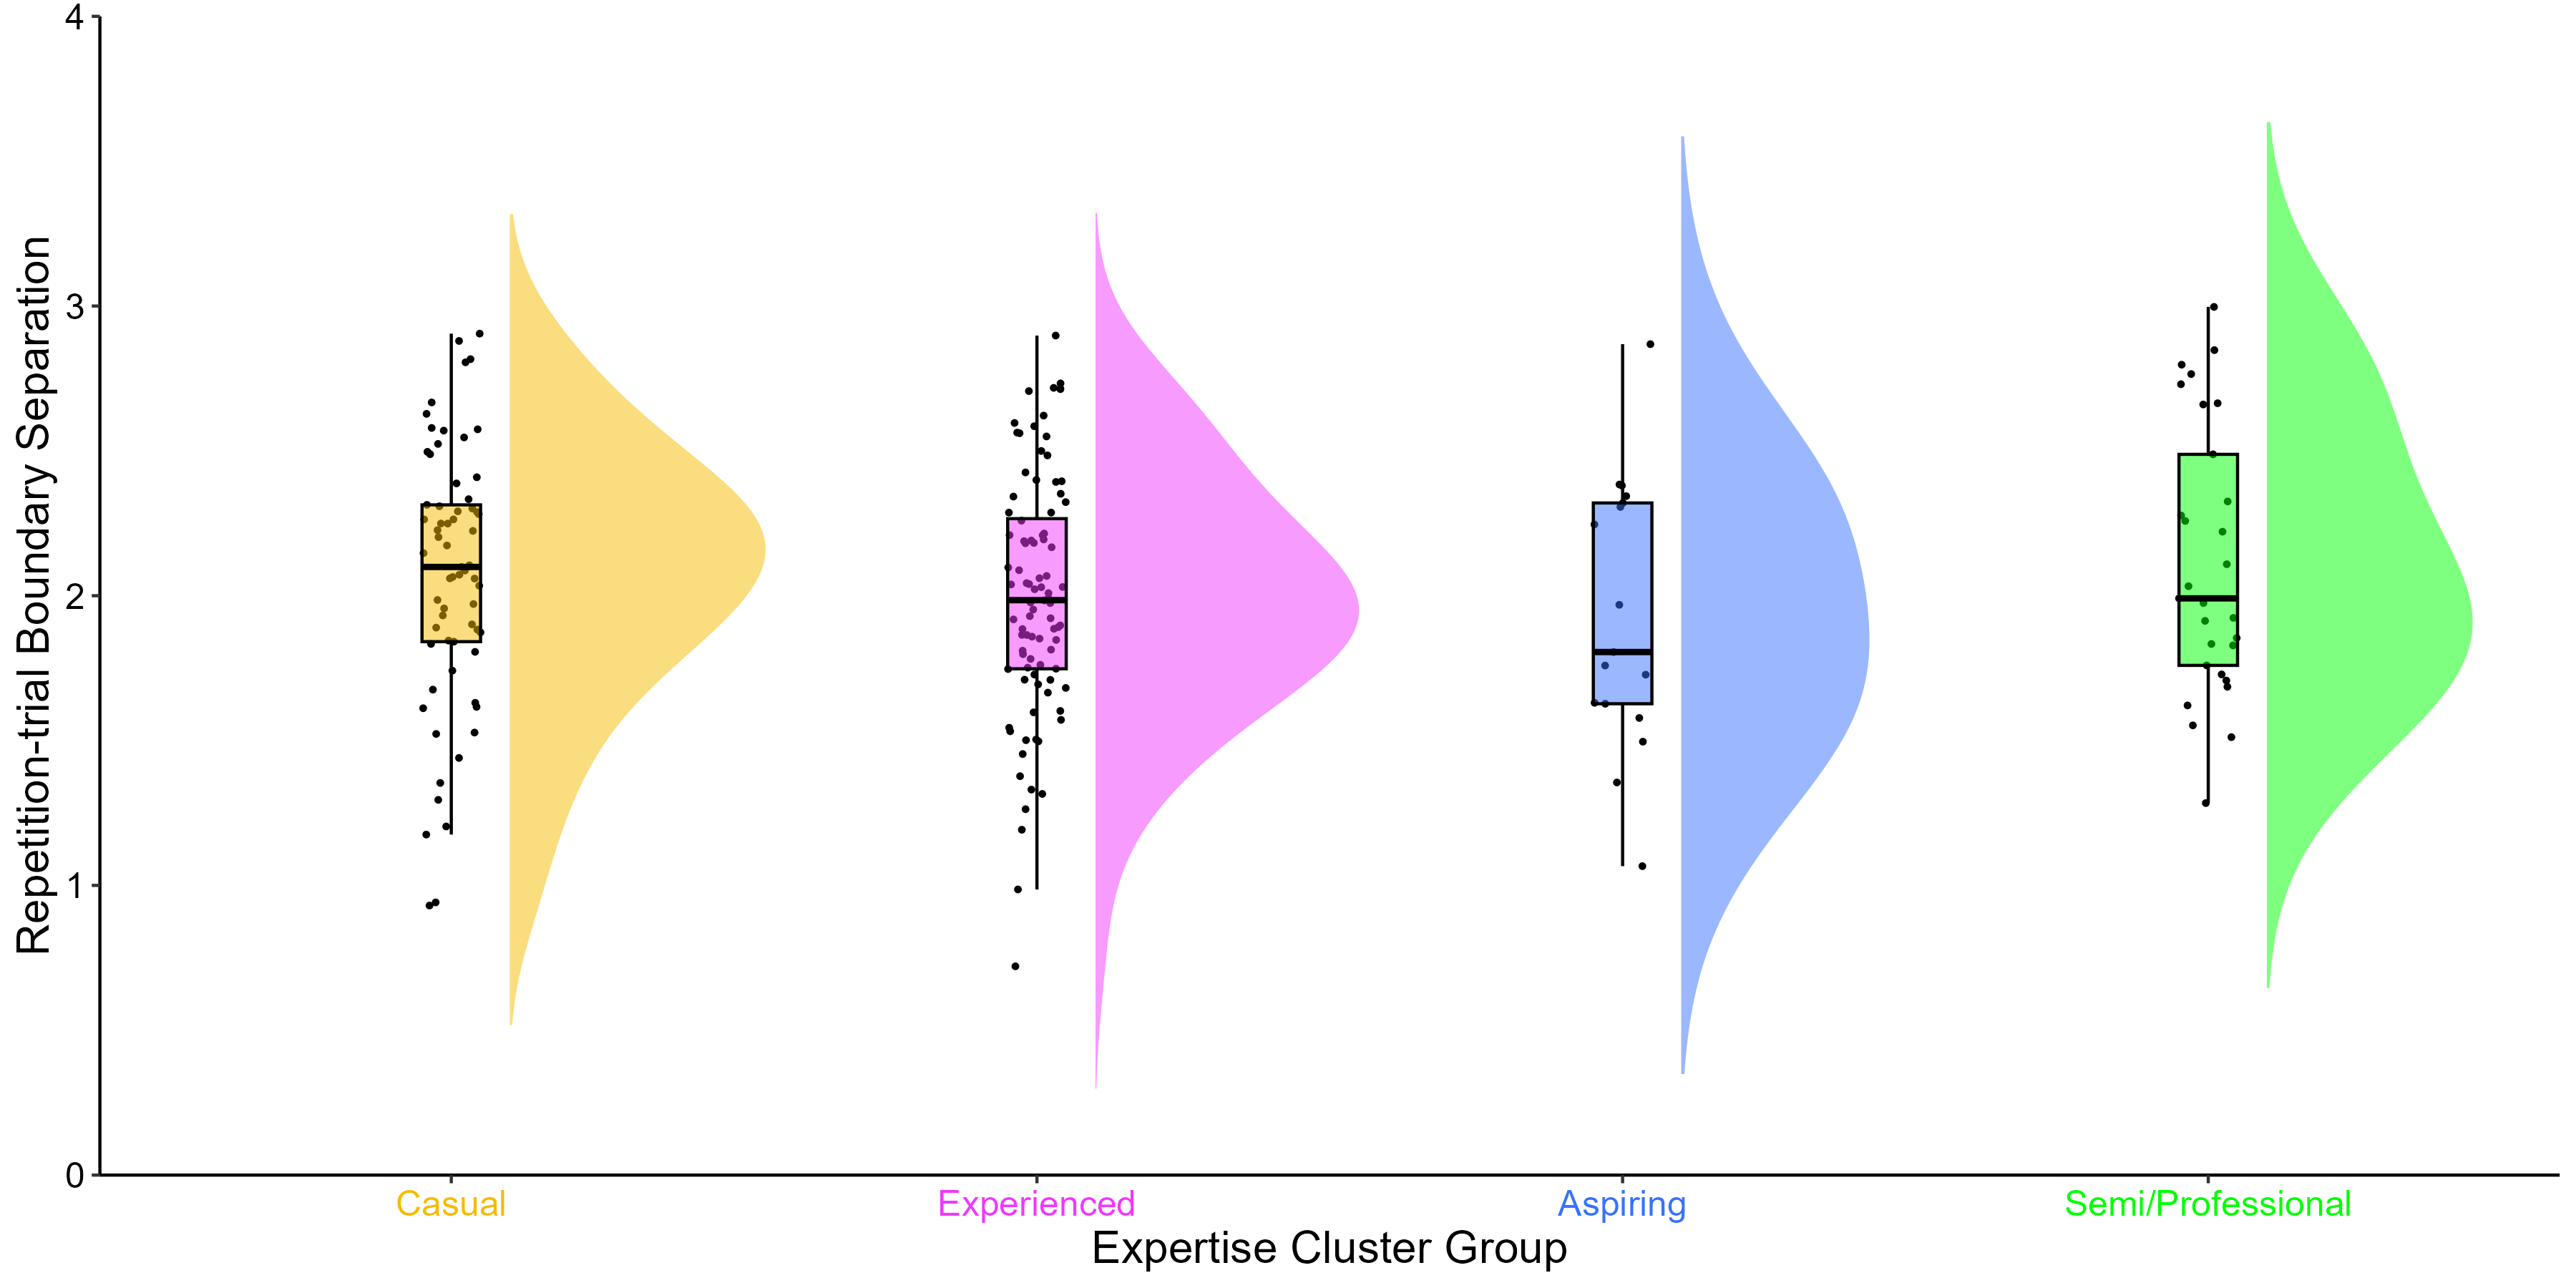 Repetition-trial Boundary Separation
4
3
2
1
0
Casual Experienced Aspiring Semi/Professional
Expertise Cluster Group